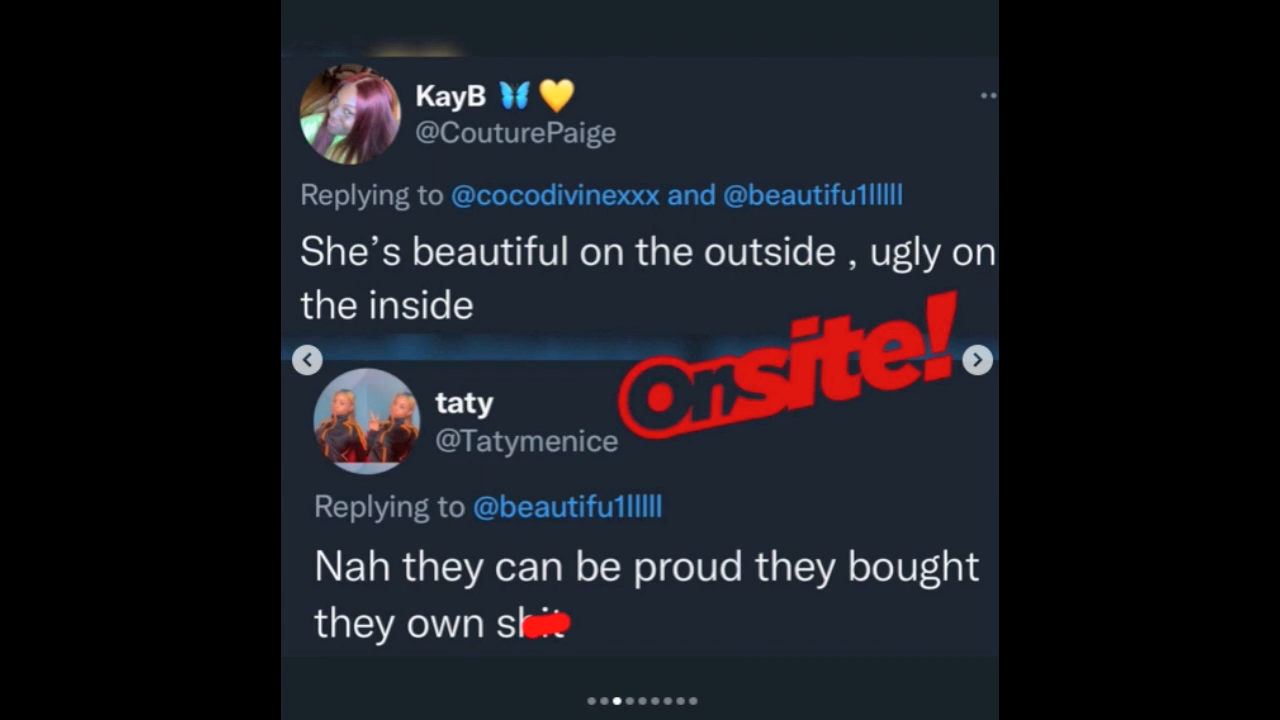 KayB 🦋 💛
@CouturePaige
Replying to @cocodivinexxx and @beautifu1lllll
She’s beautiful on the outside , ugly on
the inside
Onsite!
taty
@Tatymenice
Replying to @beautifu1lllll
Nah they can be proud they bought
they own shit